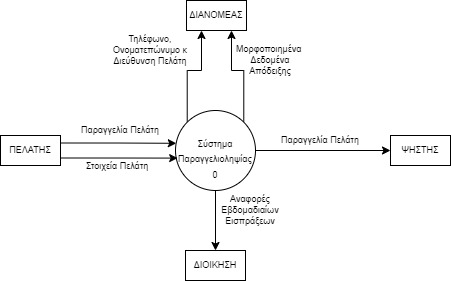 ΔΙΑΝΟΜΕΑΣ
Τηλέφωνο,
Ονοματεπώνυμο κ
Διεύθυνση Πελάτη
Μορφοποιημένα
Δεδομένα
Απόδειξης
Παραγγελία Πελάτη
ΠΕΛΑΤΗΣ
Στοιχεία Πελάτη
Σύστημα
Παραγγελιοληψίας
0
Παραγγελία Πελάτη
ΨΗΣΤΗΣ
Αναφορές
Εβδομαδιαίων
Εισπράξεων
ΔΙΟΙΚΗΣΗ